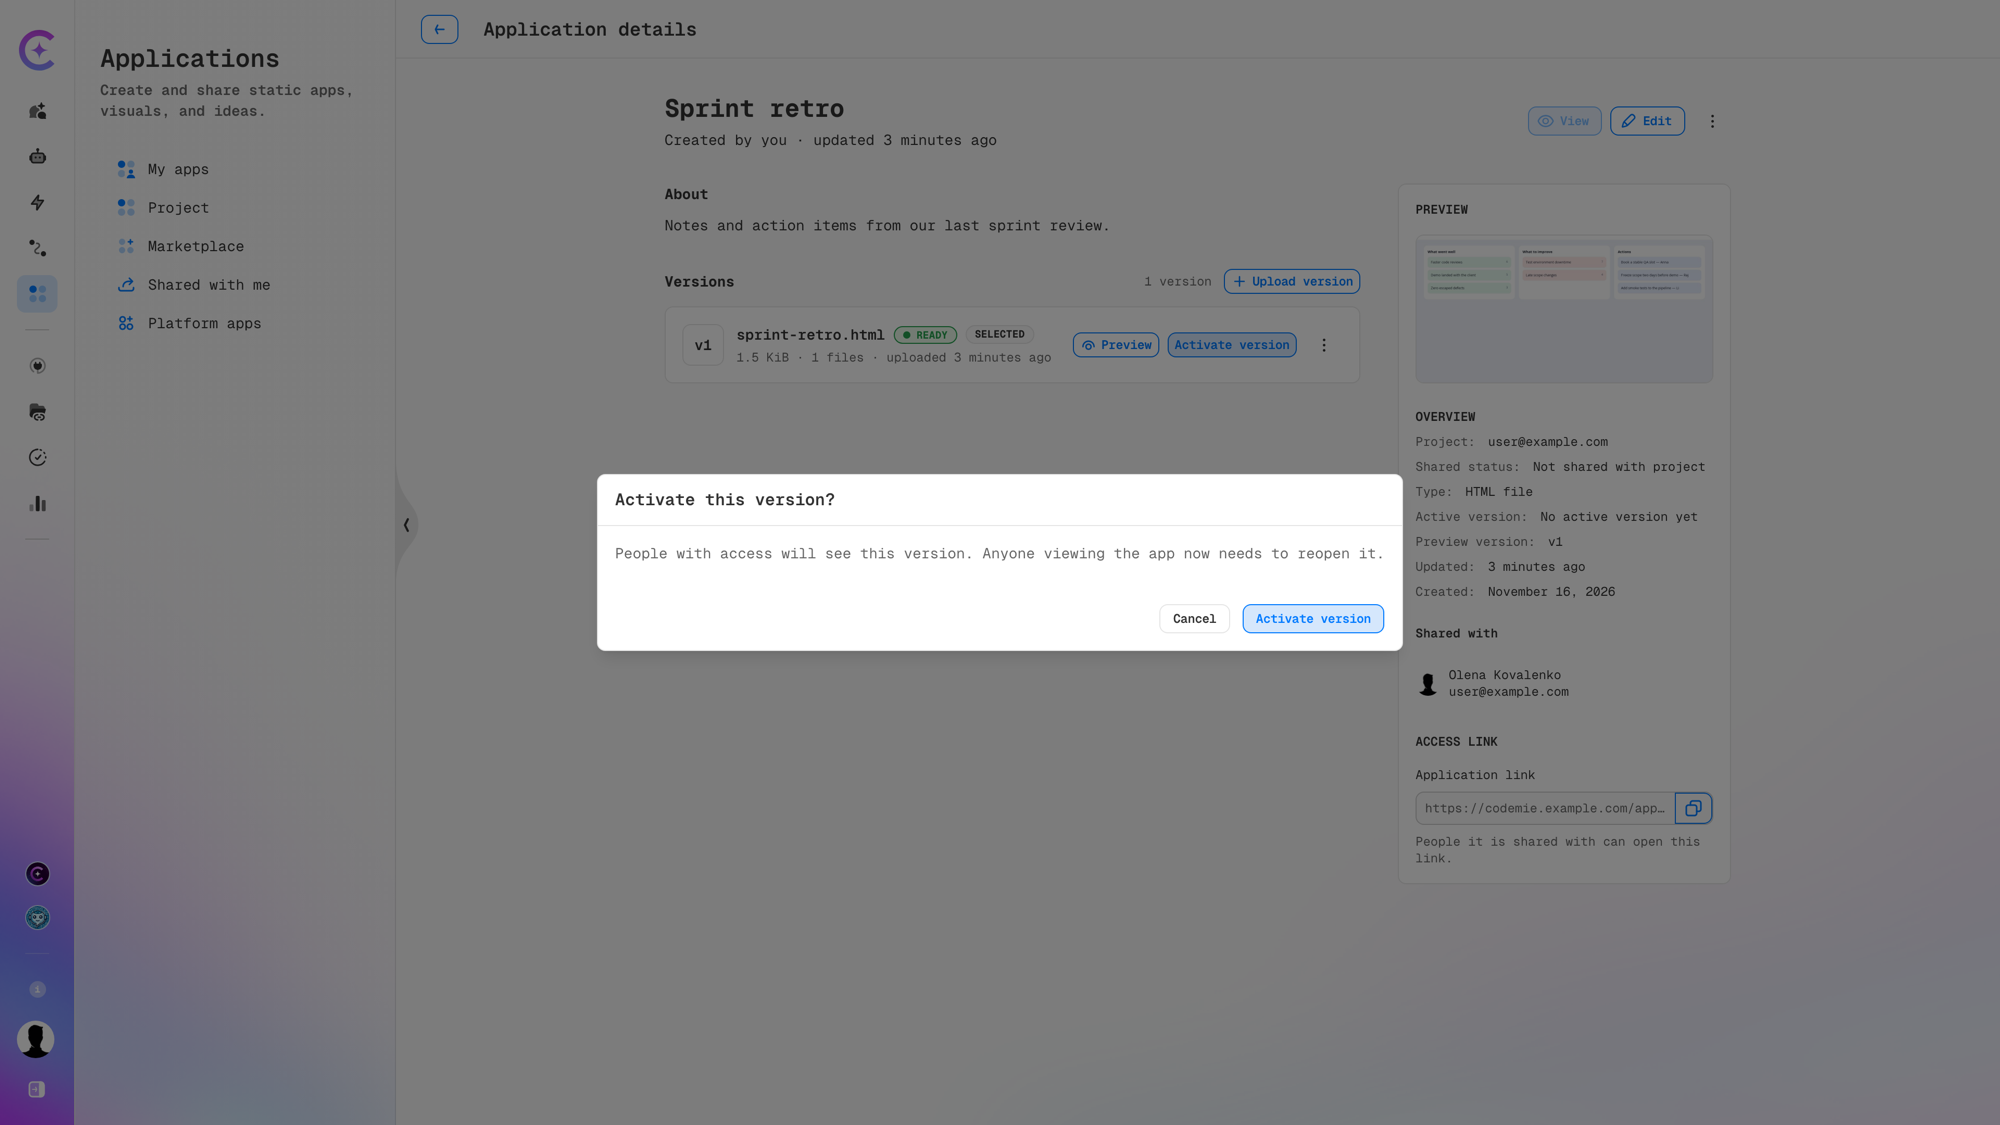 Applications
Create and share static apps,
visuals, and ideas.
My apps
Project
Marketplace
Shared with me
Platform apps
Application details
Sprint retro
Created by you · updated 3 minutes ago
View
Edit
About
Notes and action items from our last sprint review.
Versions
1 version
Upload version
v1
sprint-retro.html
READY
SELECTED
1.5 KiB · 1 files · uploaded 3 minutes ago
Preview
Activate version
Activate this version?
People with access will see this version. Anyone viewing the app now needs to reopen it.
Cancel
Activate version
PREVIEW
What went well
What to improve
Actions
OVERVIEW
Project: user@example.com
Shared status: Not shared with project
Type: HTML file
Active version: No active version yet
Preview version: v1
Updated: 3 minutes ago
Created: November 16, 2026
Shared with
Olena Kovalenko
user@example.com
ACCESS LINK
Application link
https://codemie.example.com/app…
People it is shared with can open this
link.